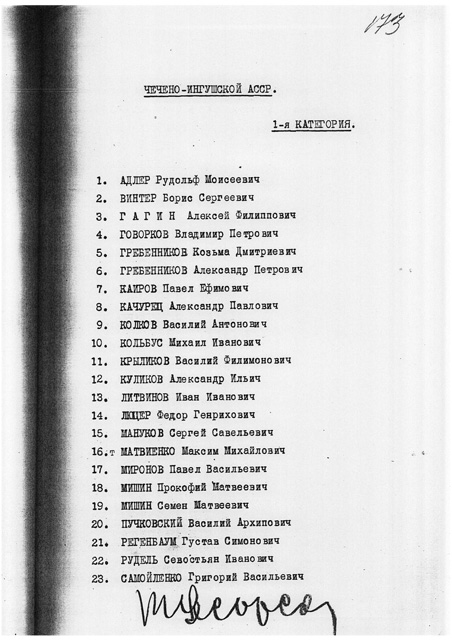 173
ЧЕЧЕНО-ИНГУШСКОЙ АССР.
1-я КАТЕГОРИЯ.
1. АДЛЕР Рудольф Моисеевич
2. ВИНТЕР Борис Сергеевич
3. Г А Г И Н Алексей Филиппович
4. ГОВОРКОВ Владимир Петрович
5. ГРЕБЕННИКОВ Козьма Дмитриевич
6. ГРЕБЕННИКОВ Александр Петрович
7. КАИРОВ Павел Ефимович
8. КАЧУРЕЦ Александр Павлович
9. КОЛКОВ Василий Антонович
10. КОЛЬБУС Михаил Иванович
11. КРЫЛИКОВ Василий Филимонович
12. КУЛИКОВ Александр Ильич
13. ЛИТВИНОВ Иван Иванович
14. ЛЮЦЕР Федор Генрихович
15. МАНУКОВ Сергей Савельевич
16.т МАТВИЕНКО Максим Михайлович
17. МИРОНОВ Павел Васильевич
18. МИШИН Прокофий Матвеевич
19. МИШИН Семен Матвеевич
20. ПУЧКОВСКИЙ Василий Архипович
21. РЕГЕНБАУМ Густав Симонович
22. РУДЕЛЬ Севостьян Иванович
23. САМОЙЛЕНКО Григорий Васильевич